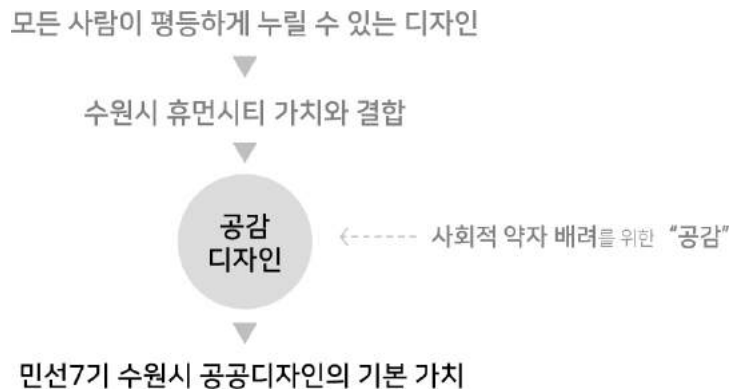 모든 사람이 평등하게 누릴 수 있는 디자인
수원시 휴먼시티 가치와 결합
공감
디자인
사회적 약자 배려를 위한 “공감”
민선7기 수원시 공공디자인의 기본 가치